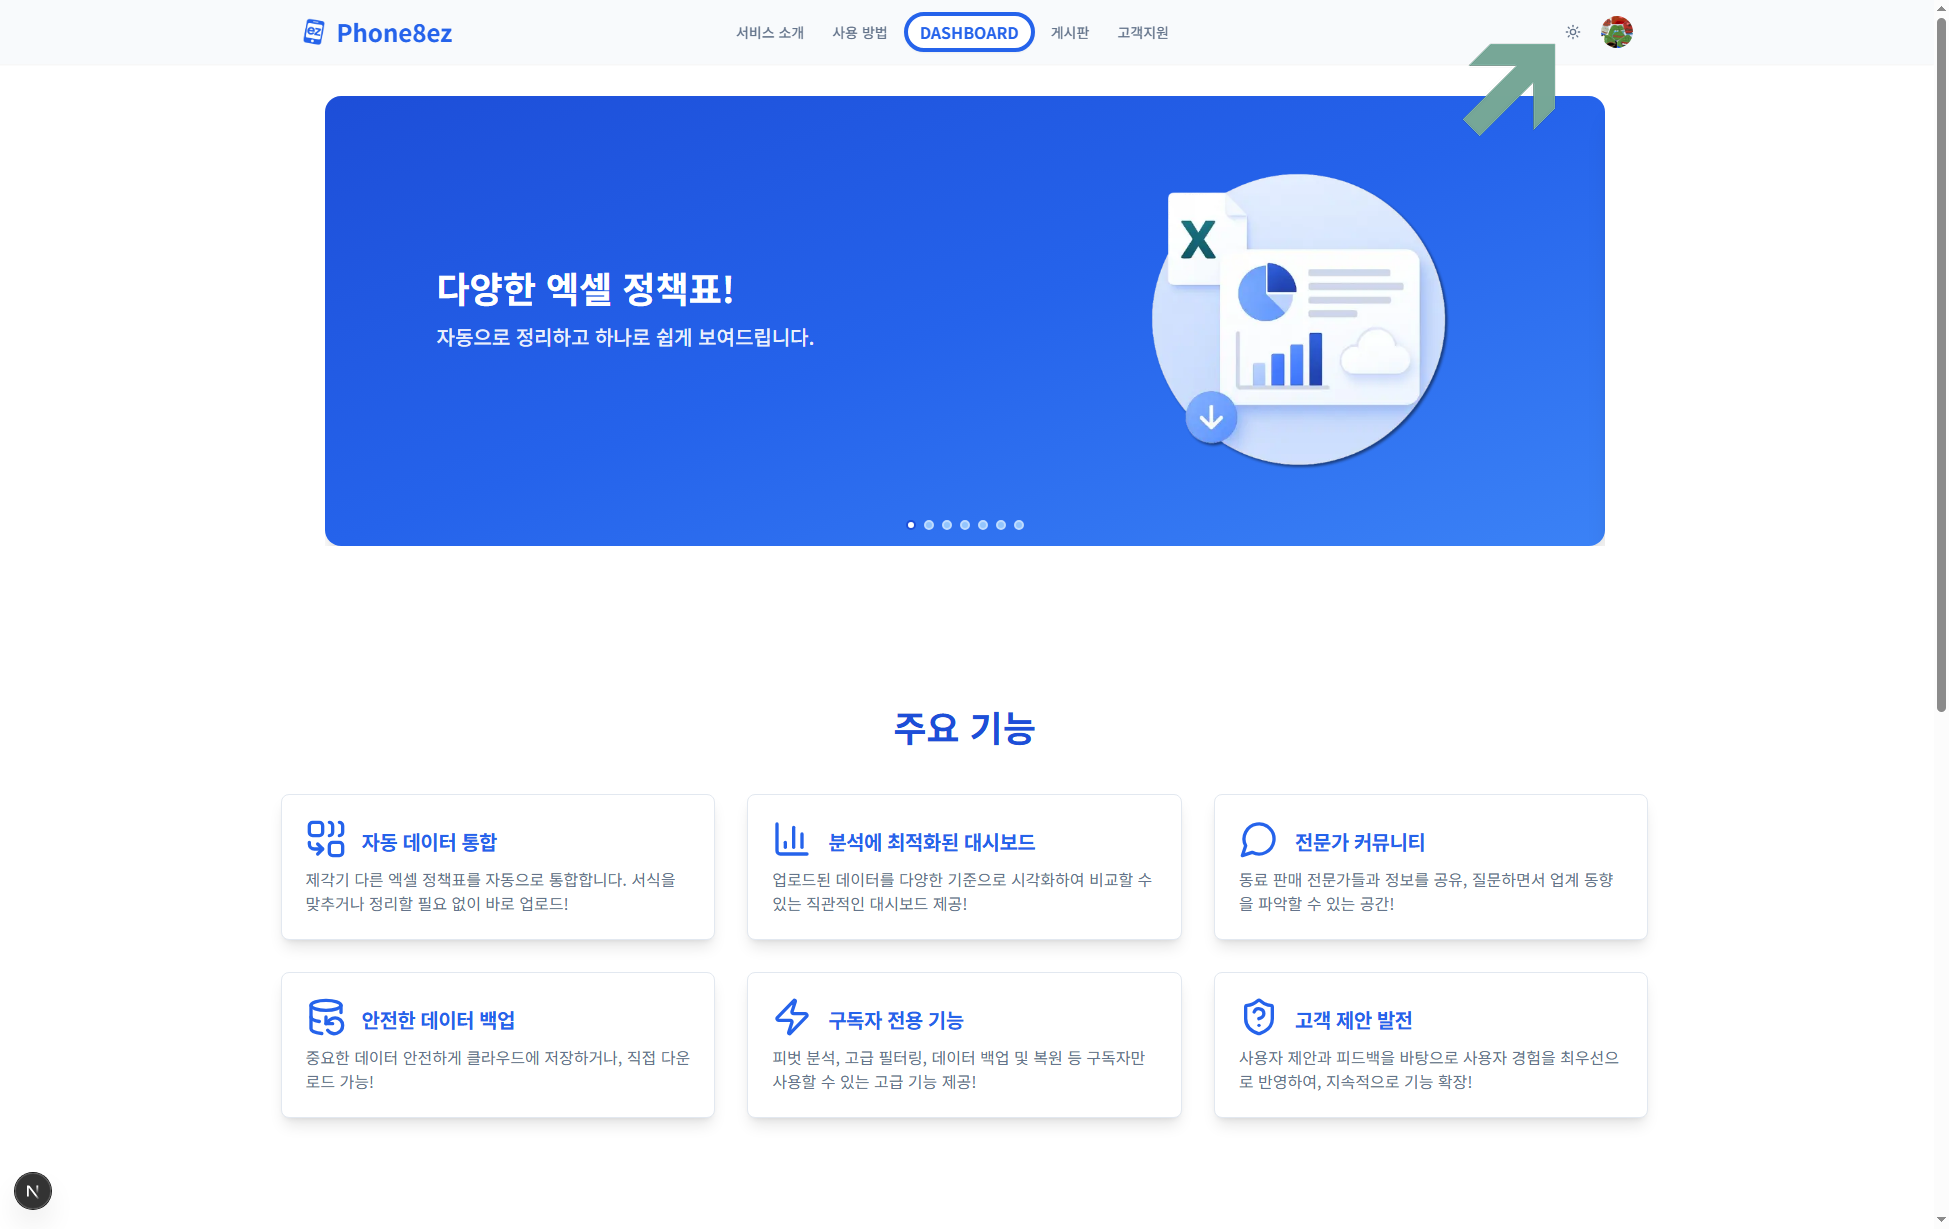 ez Phone8ez
서비스 소개
사용 방법
DASHBOARD
게시판
고객지원
다양한 엑셀 정책표!
자동으로 정리하고 하나로 쉽게 보여드립니다.
X
주요 기능
자동 데이터 통합
제각기 다른 엑셀 정책표를 자동으로 통합합니다. 서식을
맞추거나 정리할 필요 없이 바로 업로드!
분석에 최적화된 대시보드
업로드된 데이터를 다양한 기준으로 시각화하여 비교할 수
있는 직관적인 대시보드 제공!
전문가 커뮤니티
동료 판매 전문가들과 정보를 공유, 질문하면서 업계 동향
을 파악할 수 있는 공간!
안전한 데이터 백업
중요한 데이터 안전하게 클라우드에 저장하거나, 직접 다운
로드 가능!
구독자 전용 기능
피벗 분석, 고급 필터링, 데이터 백업 및 복원 등 구독자만
사용할 수 있는 고급 기능 제공!
고객 제안 발전
사용자 제안과 피드백을 바탕으로 사용자 경험을 최우선으
로 반영하여, 지속적으로 기능 확장!
N